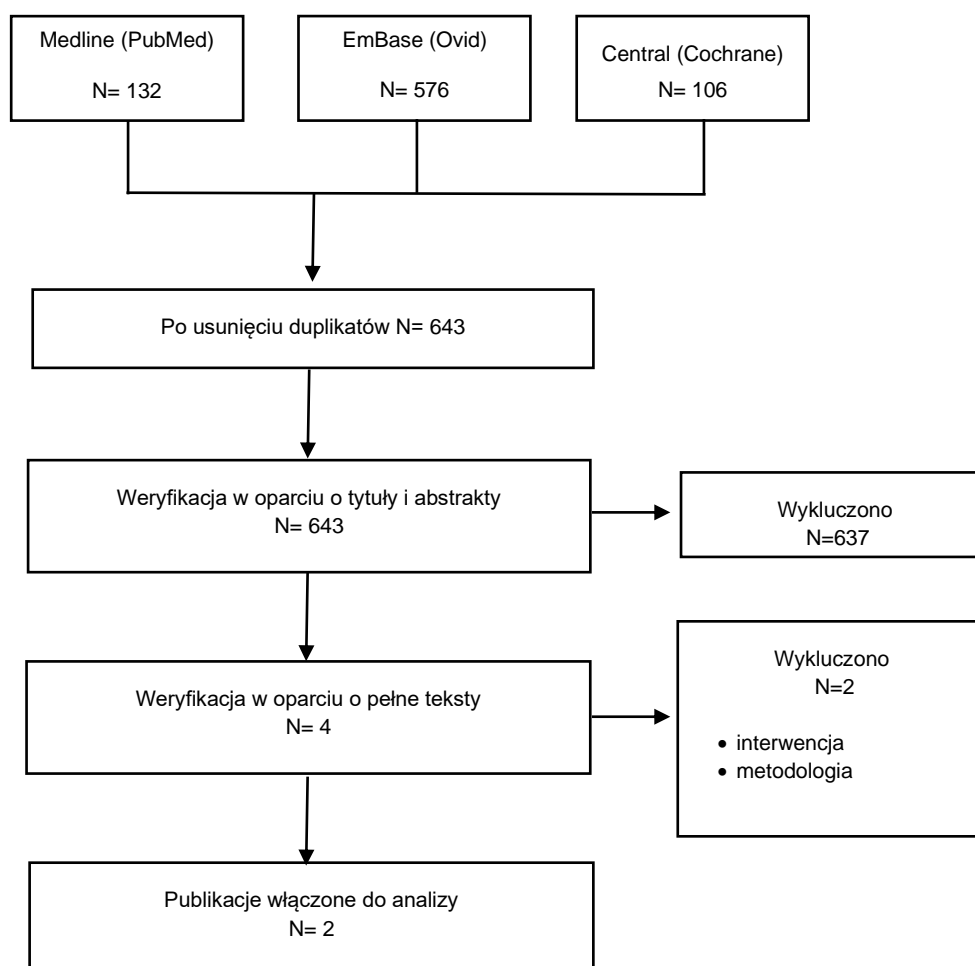 Medline (PubMed)
N= 132
EmBase (Ovid)
N= 576
Central (Cochrane)
N= 106
Po usunięciu duplikatów N= 643
Weryfikacja w oparciu o tytuły i abstrakty
N= 643
Wykluczono
N=637
Weryfikacja w oparciu o pełne teksty
N= 4
Wykluczono
N=2
• interwencja
• metodologia
Publikacje włączone do analizy
N= 2